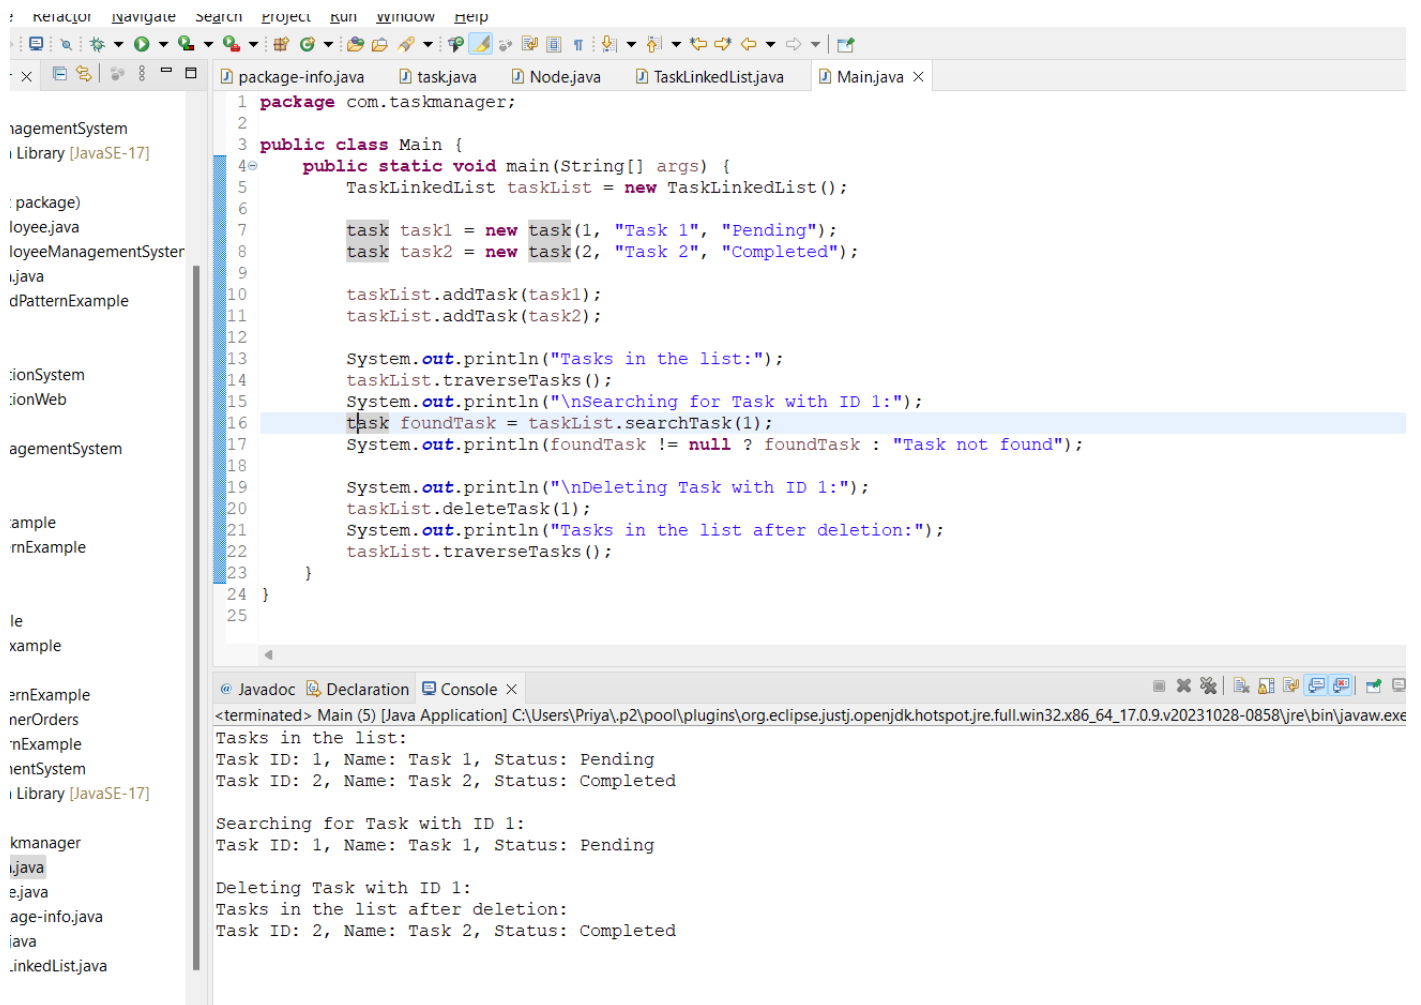 Refactor Navigate Search Project Run Window Help
package-info.java task.java Node.java TaskLinkedList.java Main.java
nagementSystem
Library [JavaSE-17]
package)
loyee.java
loyeeManagementSyster
.java
dPatternExample
tionSystem
tionWeb
agementSystem
ample
rnExample
le
xample
ernExample
nerOrders
nExample
nentSystem
Library [JavaSE-17]
kmanager
.java
e.java
age-info.java
java
LinkedList.java
1 package com.taskmanager;
2
3 public class Main {
4 public static void main(String[] args) {
5 TaskLinkedList taskList = new TaskLinkedList();
6
7 task task1 = new task(1, "Task 1", "Pending");
8 task task2 = new task(2, "Task 2", "Completed");
9
10 taskList.addTask(task1);
11 taskList.addTask(task2);
12
13 System.out.println("Tasks in the list:");
14 taskList.traverseTasks();
15 System.out.println("\nSearching for Task with ID 1:");
16 task foundTask = taskList.searchTask(1);
17 System.out.println(foundTask != null ? foundTask : "Task not found");
18
19 System.out.println("\nDeleting Task with ID 1:");
20 taskList.deleteTask(1);
21 System.out.println("Tasks in the list after deletion:");
22 taskList.traverseTasks();
23 }
24 }
25
@ Javadoc Declaration Console
<terminated> Main (5) [Java Application] C:\Users\Priya\.p2\pool\plugins\org.eclipse.justj.openjdk.hotspot.jre.full.win32.x86_64_17.0.9.v20231028-0858\jre\bin\javaw.exe
Tasks in the list:
Task ID: 1, Name: Task 1, Status: Pending
Task ID: 2, Name: Task 2, Status: Completed
Searching for Task with ID 1:
Task ID: 1, Name: Task 1, Status: Pending
Deleting Task with ID 1:
Tasks in the list after deletion:
Task ID: 2, Name: Task 2, Status: Completed